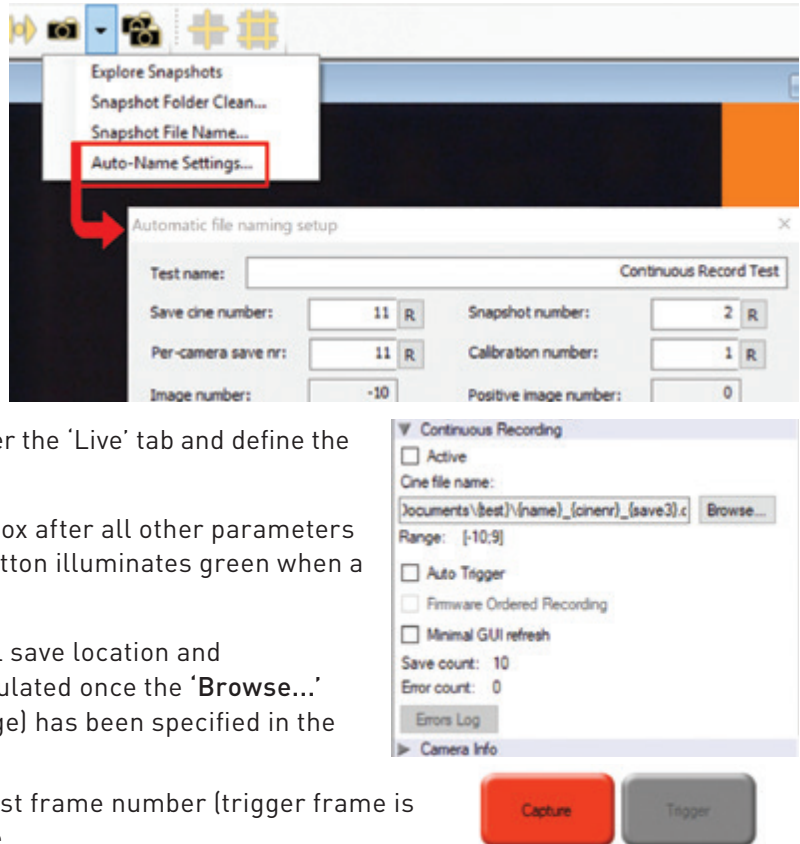 Explore Snapshots
Snapshot Folder Clean...
Snapshot File Name...
Auto-Name Settings...
Automatic file naming setup
Test name: Continuous Record Test
Save cine number: 11 R Snapshot number: 2 R
Per-camera save nr: 11 R Calibration number: 1 R
Image number: -10 Positive image number: 0
er the ‘Live’ tab and define the
ox after all other parameters
tton illuminates green when a
l save location and
ulated once the ‘Browse...’
ge) has been specified in the
st frame number (trigger frame is
Continuous Recording
Active
Cine file name:
Documents\{test}\{name}_{cinenr}_{save3}.c Browse...
Range: [-10;9]
Auto Trigger
Firmware Ordered Recording
Minimal GUI refresh
Save count: 10
Error count: 0
Errors Log
Camera Info
Capture Trigger